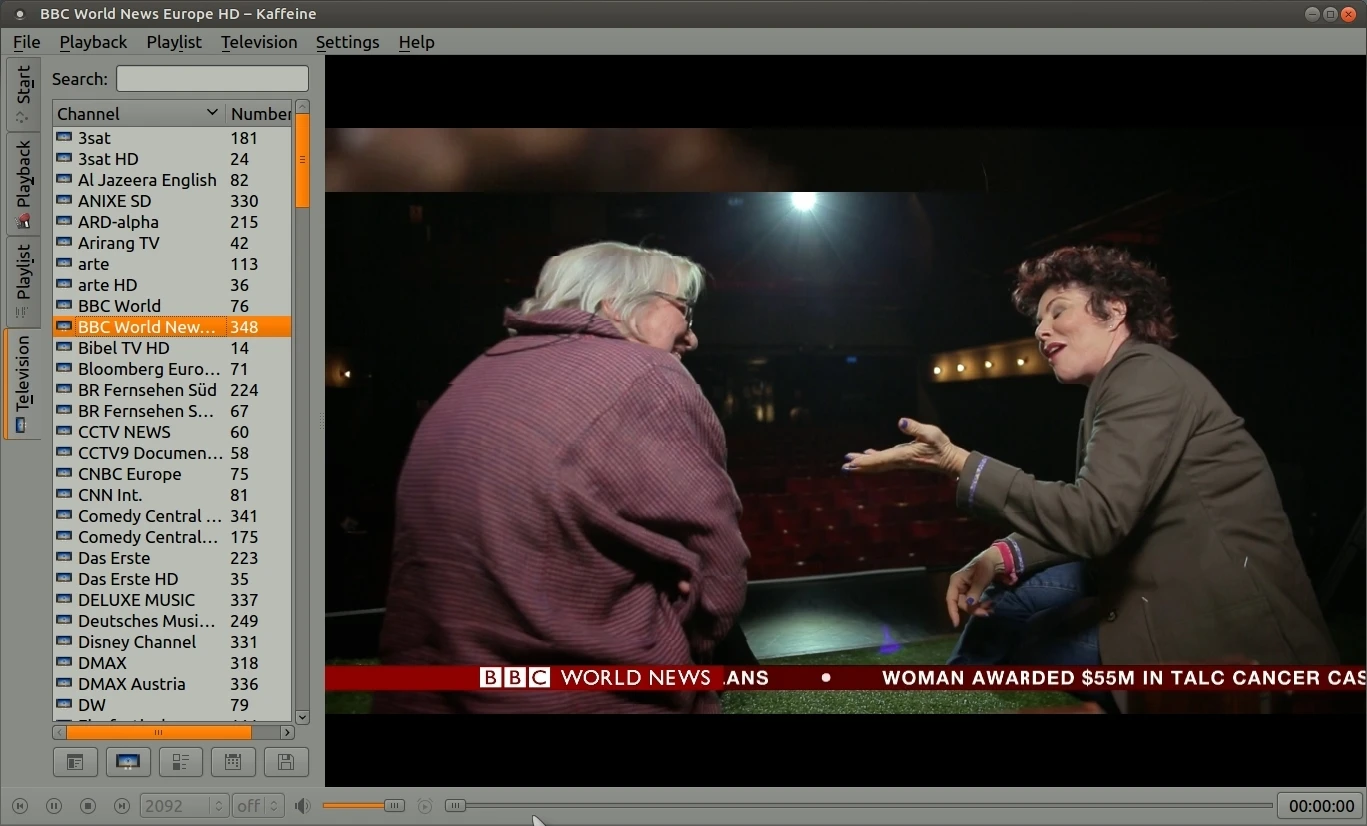 BBC World News Europe HD – Kaffeine
File Playback Playlist Television Settings Help
Start
Playback
Playlist
Television
Search:
Channel Number
3sat 181
3sat HD 24
Al Jazeera English 82
ANIXE SD 330
ARD-alpha 215
Arirang TV 42
arte 113
arte HD 36
BBC World 76
BBC World New... 348
Bibel TV HD 14
Bloomberg Euro... 71
BR Fernsehen Süd 224
BR Fernsehen S... 67
CCTV NEWS 60
CCTV9 Documen... 58
CNBC Europe 75
CNN Int. 81
Comedy Central ... 341
Comedy Central... 175
Das Erste 223
Das Erste HD 35
DELUXE MUSIC 337
Deutsches Musi... 249
Disney Channel 331
DMAX 318
DMAX Austria 336
DW 79
BBC WORLD NEWS .ANS • WOMAN AWARDED $55M IN TALC CANCER CAS
2092 off 00:00:00